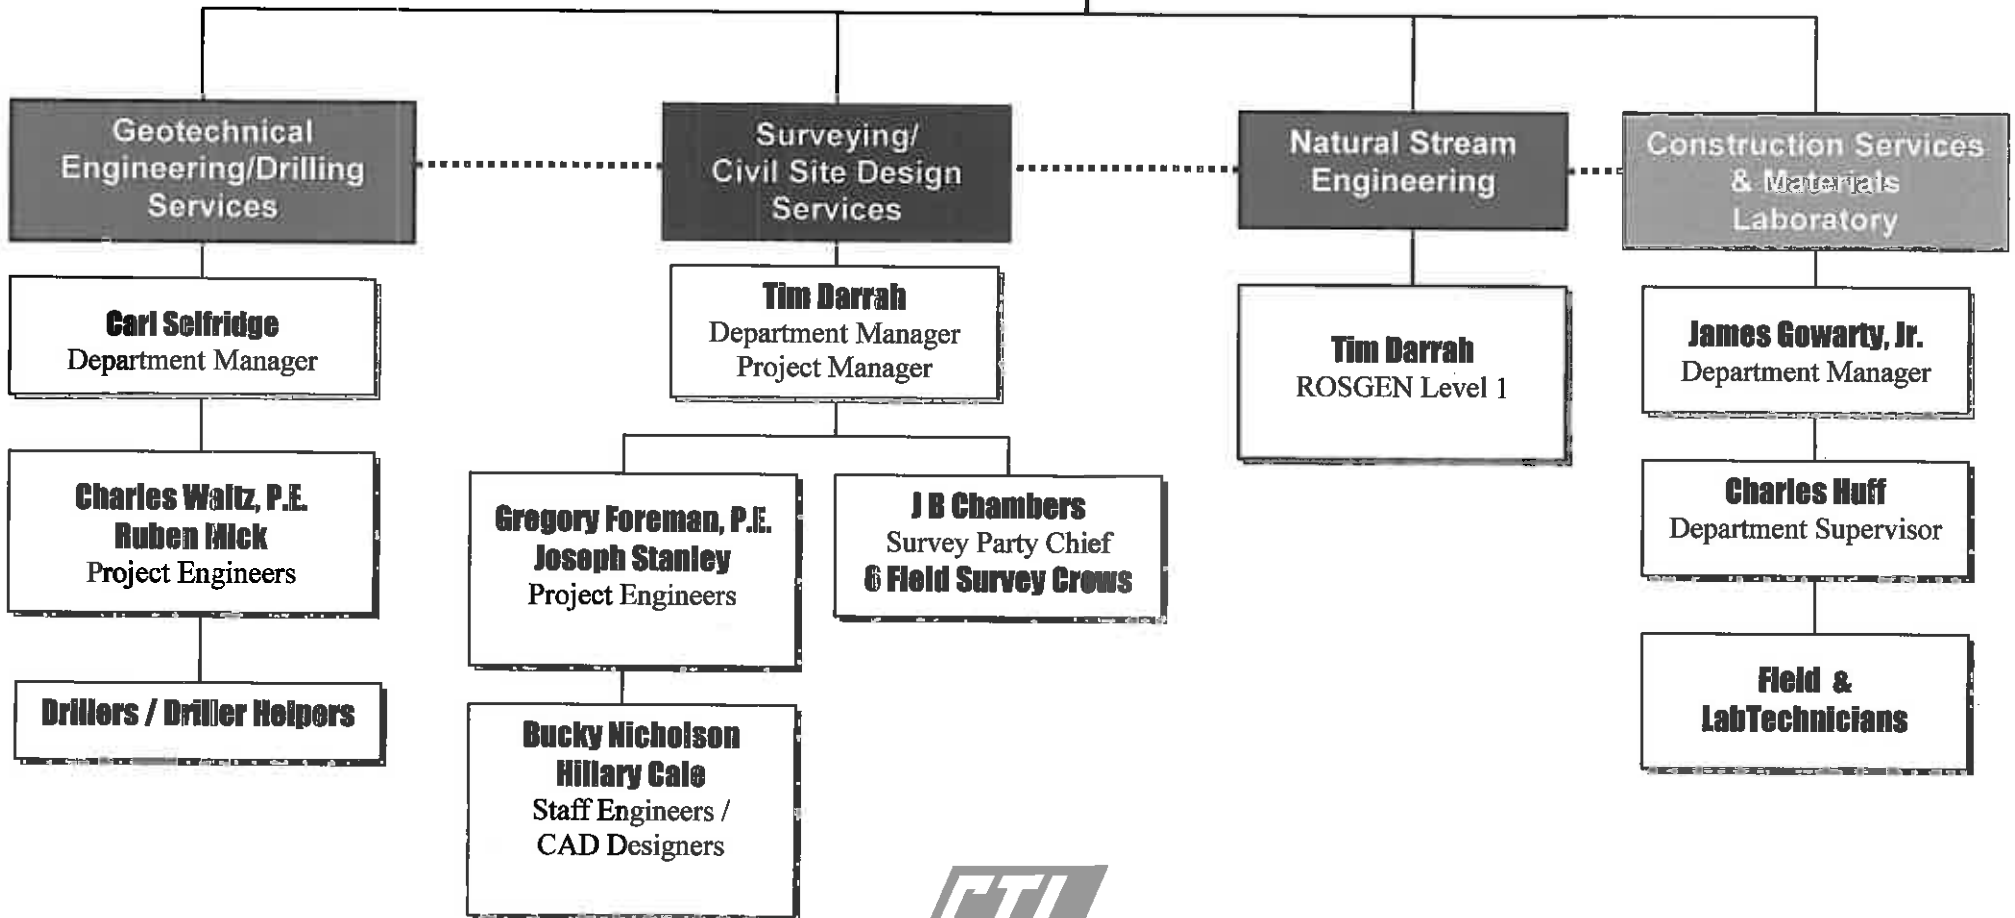 Geotechnical
Engineering/Drilling
Services
Carl Selfridge
Department Manager
Charles Waltz, P.E.
Ruben Mick
Project Engineers
Drillers / Driller Helpers
Surveying/
Civil Site Design
Services
Tim Darrah
Department Manager
Project Manager
Gregory Foreman, P.E.
Joseph Stanley
Project Engineers
Bucky Nicholson
Hillary Cale
Staff Engineers /
CAD Designers
J B Chambers
Survey Party Chief
6 Field Survey Crews
Natural Stream
Engineering
Tim Darrah
ROSGEN Level 1
Construction Services
& Materials
Laboratory
James Gowarty, Jr.
Department Manager
Charles Huff
Department Supervisor
Field &
LabTechnicians
CTL